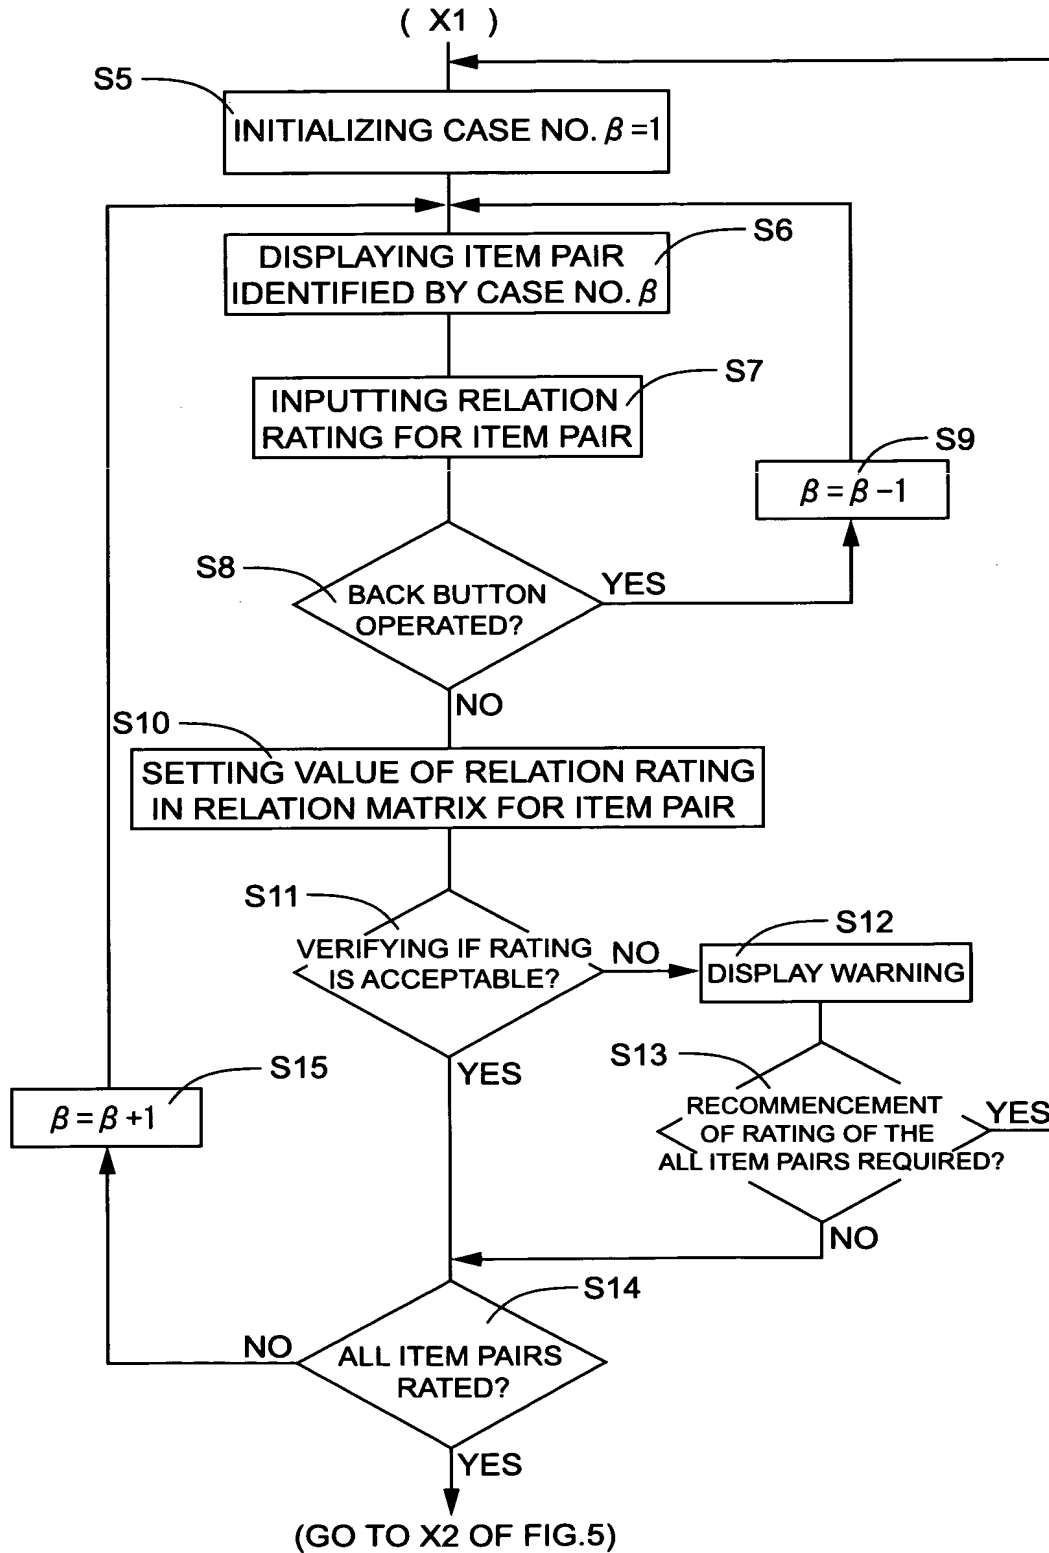 ( X1 )
S5
INITIALIZING CASE NO. β=1
S6
DISPLAYING ITEM PAIR
IDENTIFIED BY CASE NO. β
S7
INPUTTING RELATION
RATING FOR ITEM PAIR
S9
β=β-1
S8
BACK BUTTON
OPERATED?
YES
NO
S10
SETTING VALUE OF RELATION RATING
IN RELATION MATRIX FOR ITEM PAIR
S11
VERIFYING IF RATING
IS ACCEPTABLE?
NO
YES
S12
DISPLAY WARNING
S13
RECOMMENCEMENT
OF RATING OF THE
ALL ITEM PAIRS REQUIRED?
YES
NO
S15
β=β+1
S14
ALL ITEM PAIRS
RATED?
NO
YES
(GO TO X2 OF FIG.5)